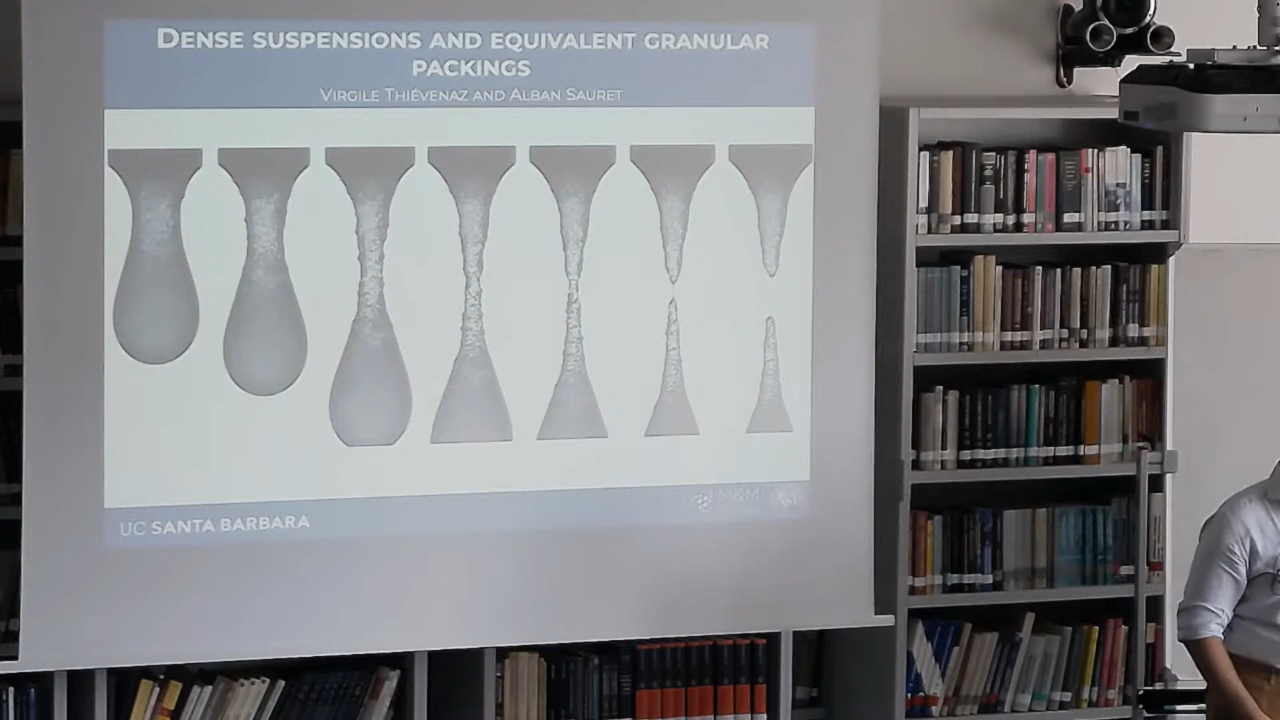 DENSE SUSPENSIONS AND EQUIVALENT GRANULAR
PACKINGS
VIRGILE THIÉVENAZ AND ALBAN SAURET
UC SANTA BARBARA